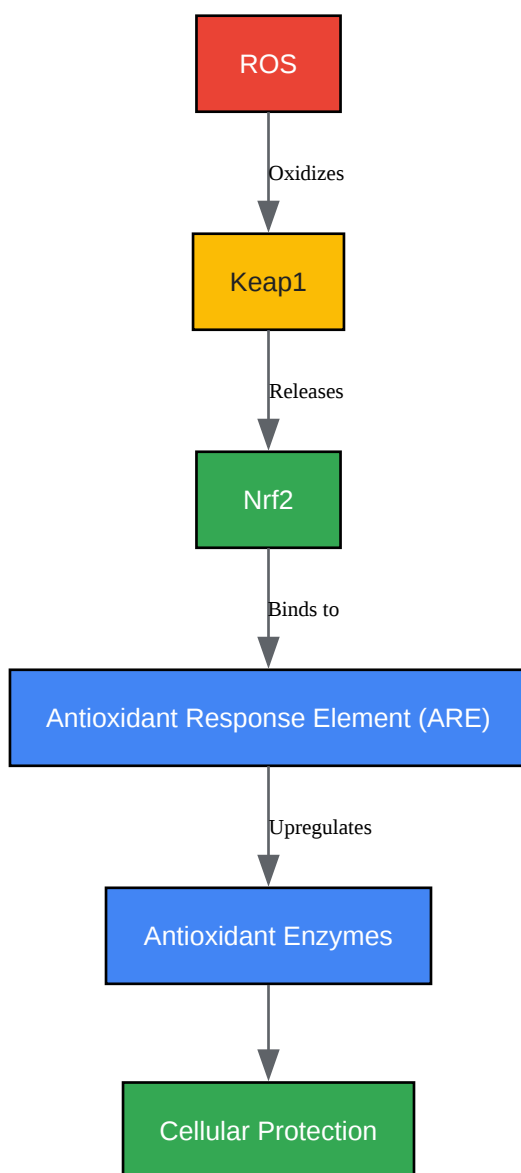 ROS
Oxidizes
Keap1
Releases
Nrf2
Binds to
Antioxidant Response Element (ARE)
Upregulates
Antioxidant Enzymes
Cellular Protection